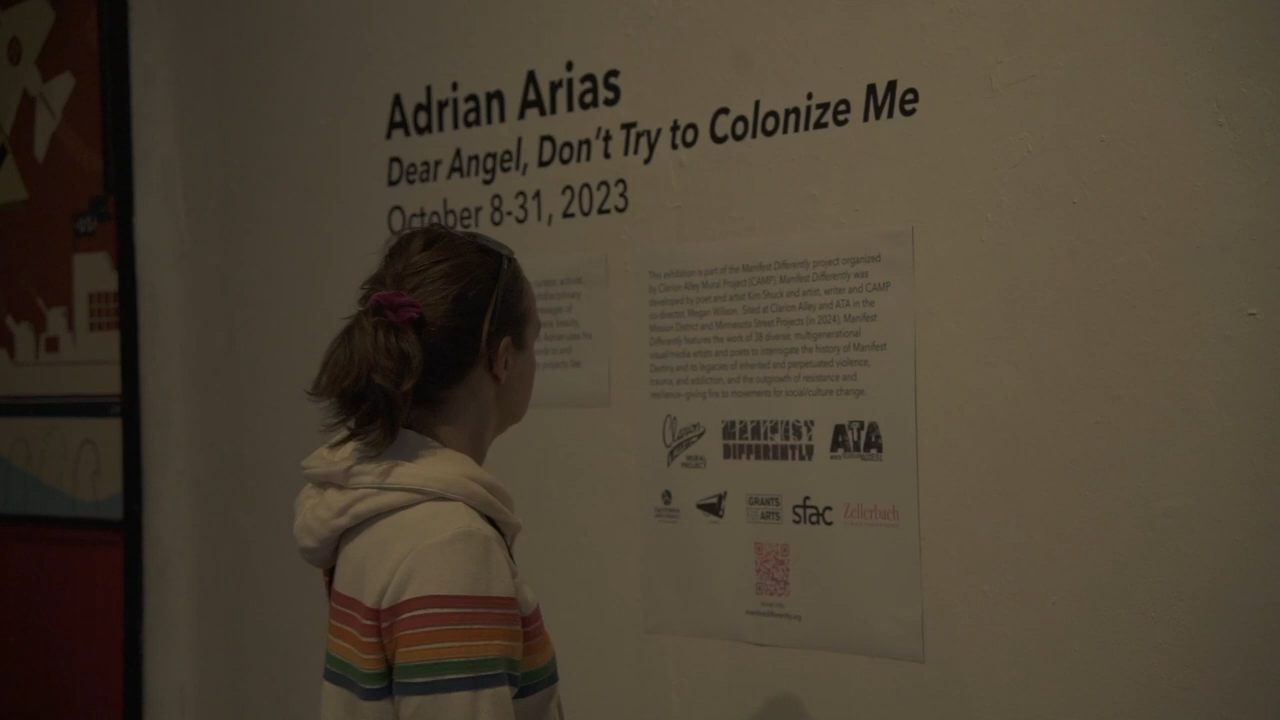 Adrian Arias
Dear Angel, Don't Try to Colonize Me
October 8-31, 2023
This exhibition is part of the Manifest Differently project organized
by Clarion Alley Mural Project (CAMP). Manifest Differently was
developed by poet and artist Kim Shuck and artist, writer and CAMP
co-director, Megan Wilson. Sited at Clarion Alley and ATA in the
Mission District and Minnesota Street Projects (in 2024), Manifest
Differently features the work of 38 diverse, multigenerational
visual/media artists and poets to interrogate the history of Manifest
Destiny and its legacies of inherited and perpetuated violence,
trauma, and addiction, and the outgrowth of resistance and
resilience–giving fire to movements for social/culture change.
Clarion
MURAL
PROJECT
MANIFEST
DIFFERENTLY
ATA
GRANTS
ARTS
sfac
Zellerbach
manifestdifferently.org